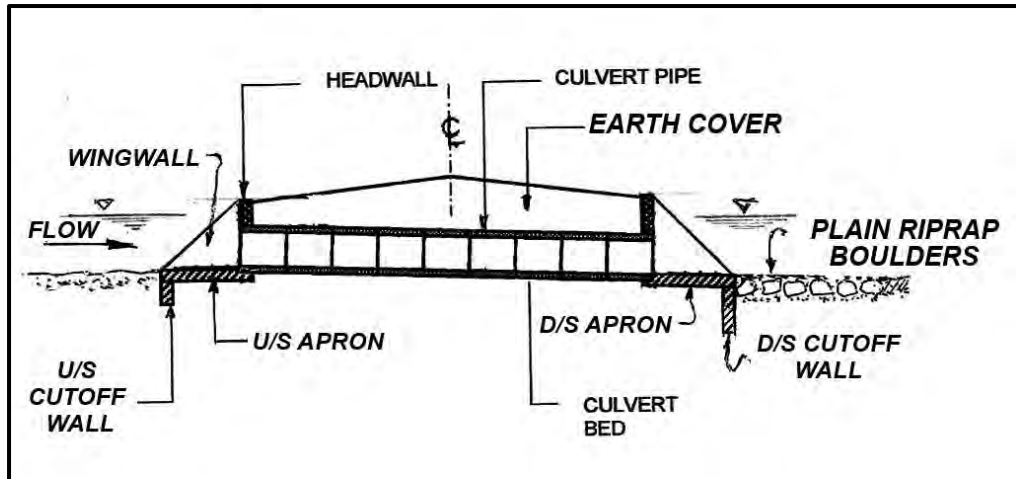 HEADWALL
CULVERT PIPE
℄
EARTH COVER
WINGWALL
FLOW
PLAIN RIPRAP
BOULDERS
U/S APRON
D/S APRON
U/S
CUTOFF
WALL
D/S CUTOFF
WALL
CULVERT
BED